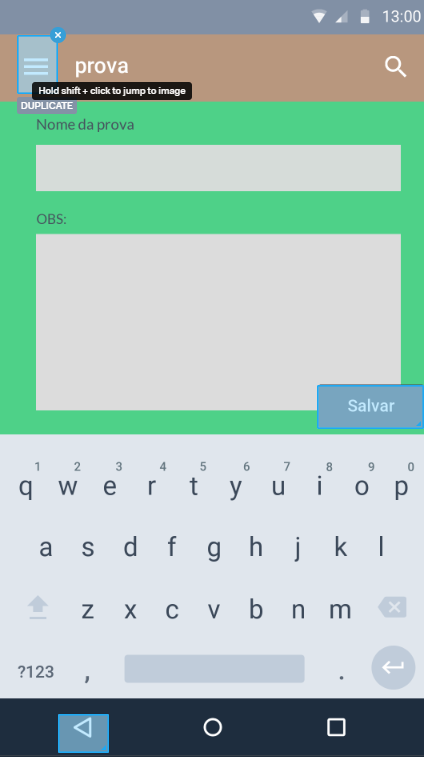 13:00
prova
Hold shift + click to jump to image
DUPLICATE
Nome da prova
OBS:
Salvar
1 2 3 4 5 6 7 8 9 0
q w e r t y u i o p
a s d f g h j k l
z x c v b n m
?123 , .